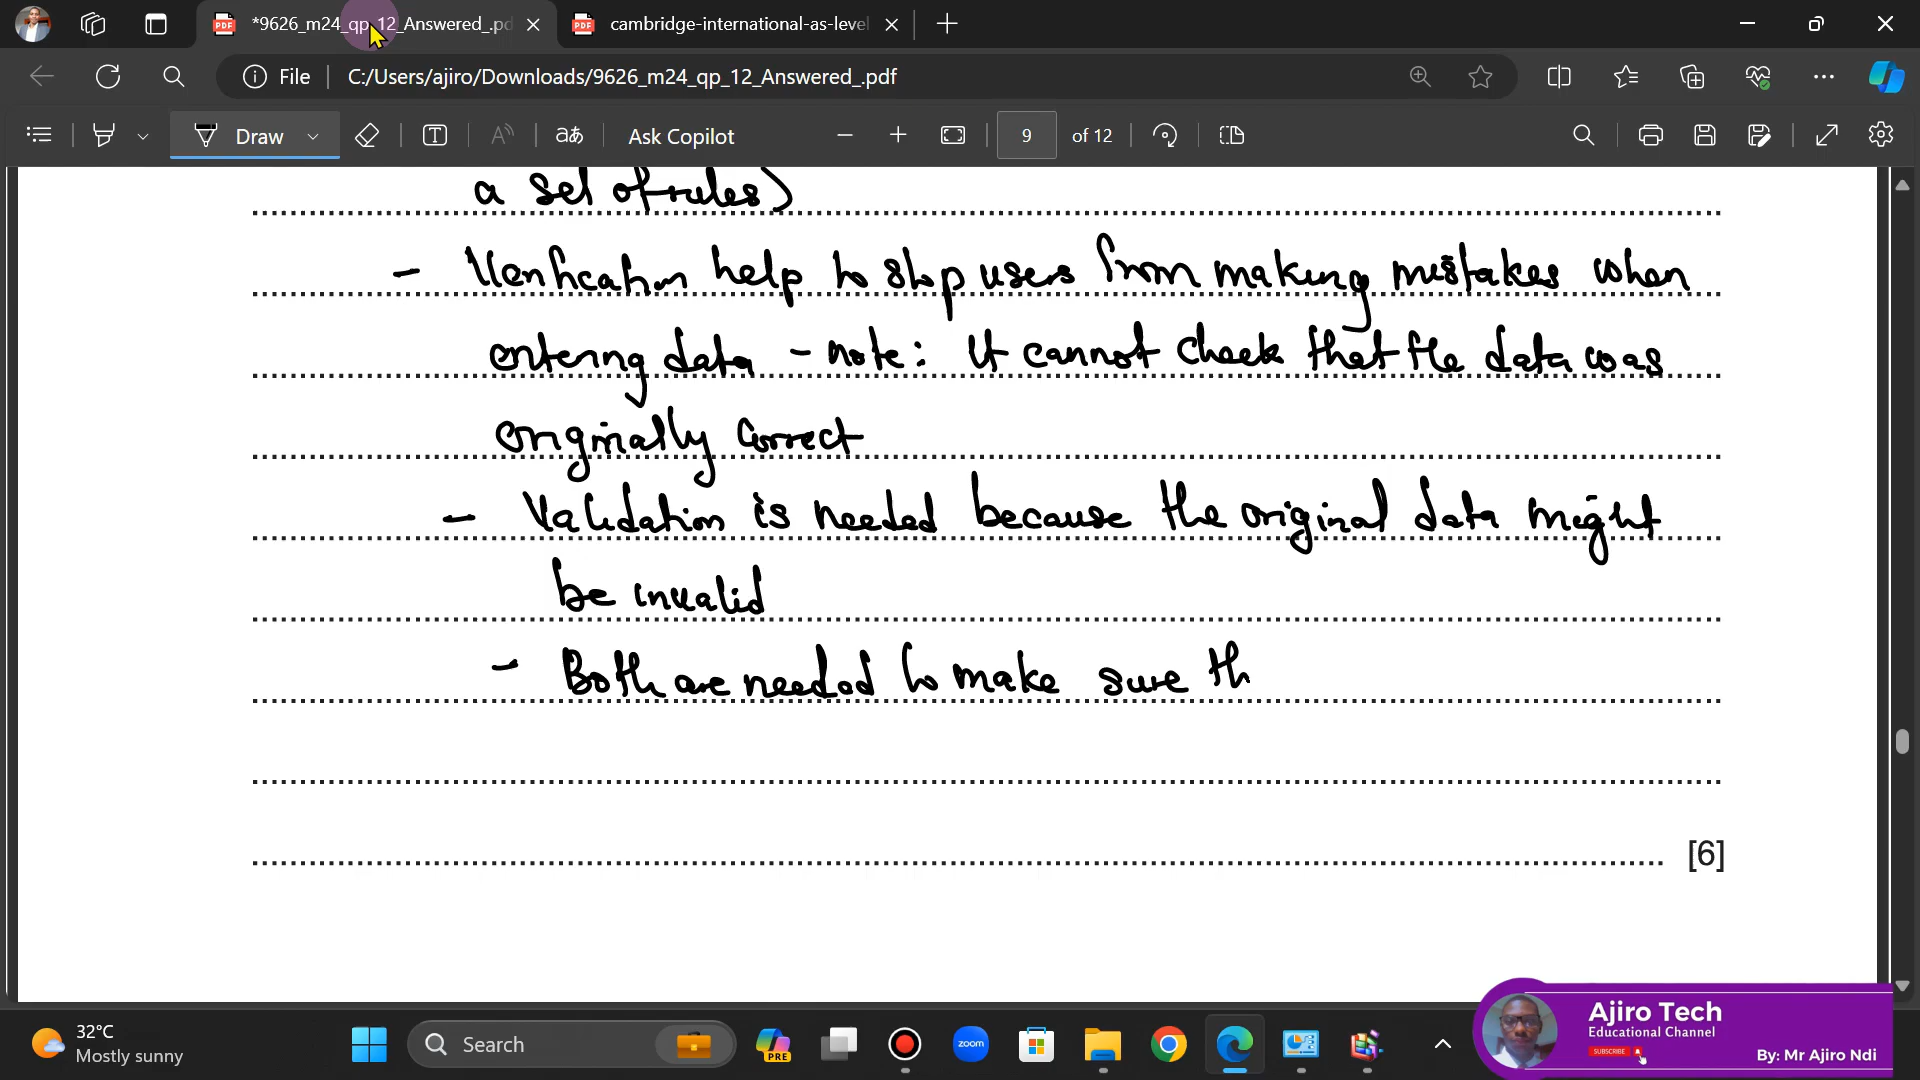 *9626_m24_qp_12_Answered_.pd
cambridge-international-as-level
File
C:/Users/ajiro/Downloads/9626_m24_qp_12_Answered_.pdf
Draw
Ask Copilot
9 of 12
a set of rules)
- Verification help to stop users from making mistakes when
entering data - note: it cannot check that the data was
originally correct
- Validation is needed because the original data might
be invalid
- Both are needed to make sure th
[6]
Ajiro Tech
Educational Channel
SUBSCRIBE
By: Mr Ajiro Ndi
32°C
Mostly sunny
Search
PRE
zoom